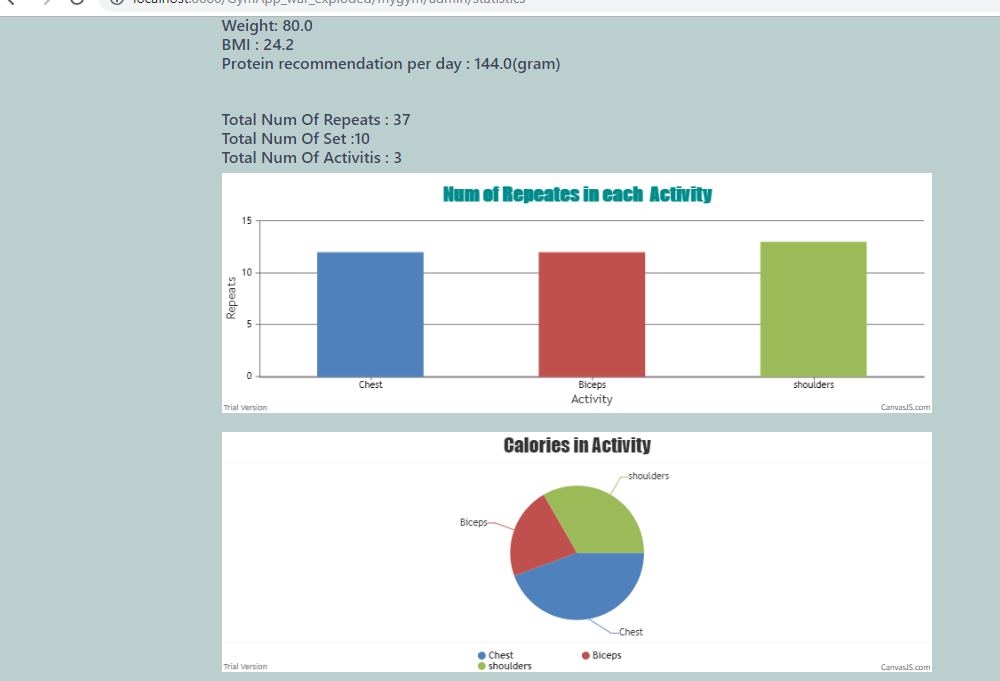 Weight: 80.0
BMI : 24.2
Protein recommendation per day : 144.0(gram)
Total Num Of Repeats : 37
Total Num Of Set :10
Total Num Of Activitis : 3
Num of Repeates in each Activity
15
10
5
0
Repeats
Chest Biceps shoulders
Activity
Trial Version CanvasJS.com
Calories in Activity
shoulders
Biceps
Chest
Chest Biceps
shoulders
Trial Version CanvasJS.com